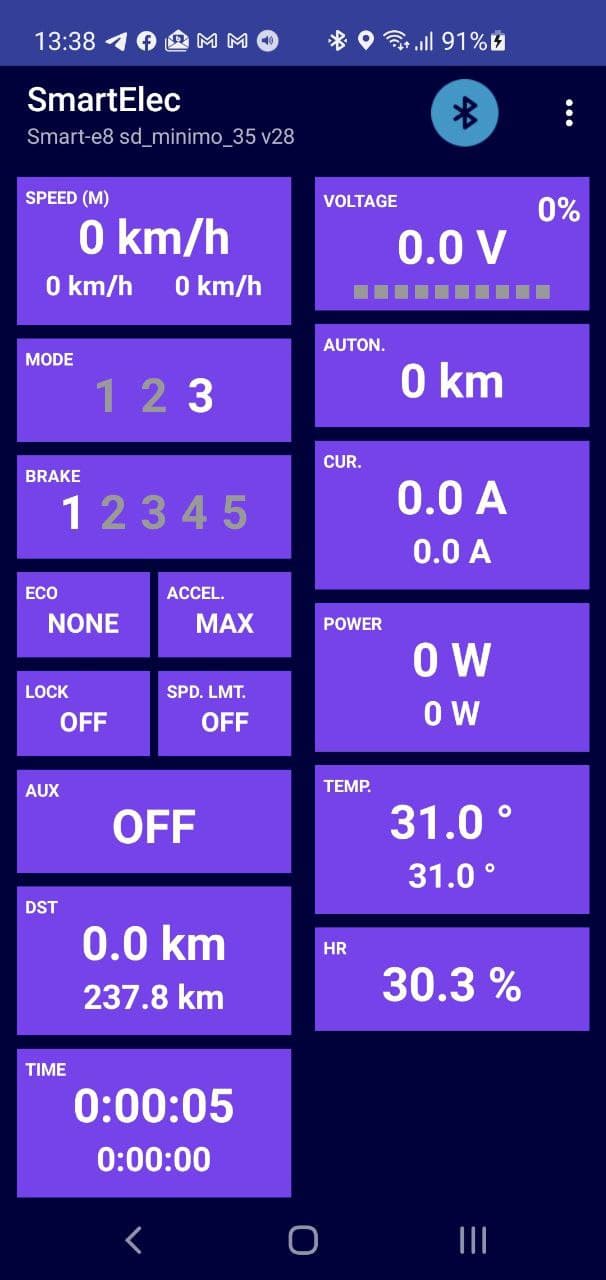 13:38 91%
SmartElec
Smart-e8 sd_minimo_35 v28
SPEED (M)
0 km/h
0 km/h 0 km/h
MODE
1 2 3
BRAKE
1 2 3 4 5
ECO
NONE
ACCEL.
MAX
LOCK
OFF
SPD. LMT.
OFF
AUX
OFF
DST
0.0 km
237.8 km
TIME
0:00:05
0:00:00
VOLTAGE
0%
0.0 V
AUTON.
0 km
CUR.
0.0 A
0.0 A
POWER
0 W
0 W
TEMP.
31.0 °
31.0 °
HR
30.3 %